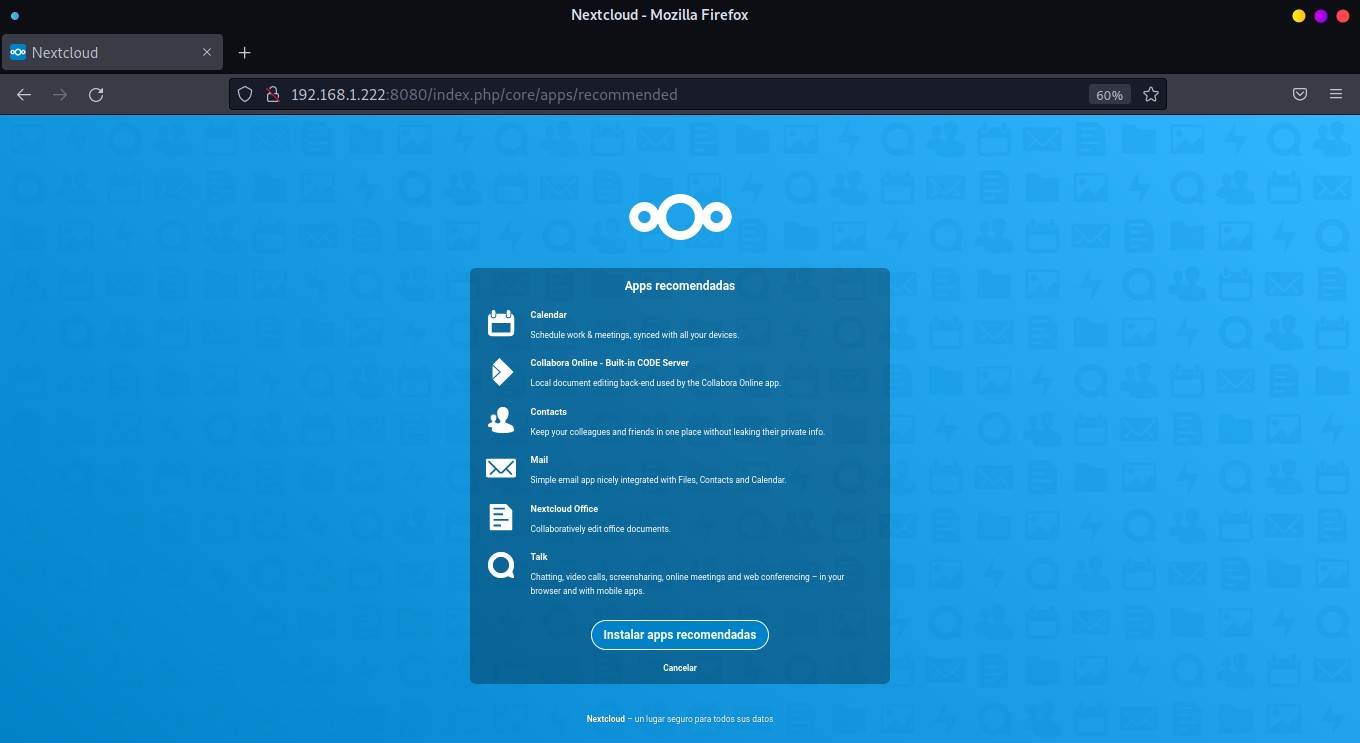 Nextcloud - Mozilla Firefox
Nextcloud
192.168.1.222:8080/index.php/core/apps/recommended
60%
Apps recomendadas
Calendar
Schedule work & meetings, synced with all your devices.
Collabora Online - Built-in CODE Server
Local document editing back-end used by the Collabora Online app.
Contacts
Keep your colleagues and friends in one place without leaking their private info.
Mail
Simple email app nicely integrated with Files, Contacts and Calendar.
Nextcloud Office
Collaboratively edit office documents.
Talk
Chatting, video calls, screensharing, online meetings and web conferencing – in your
browser and with mobile apps.
Instalar apps recomendadas
Cancelar
Nextcloud – un lugar seguro para todos sus datos